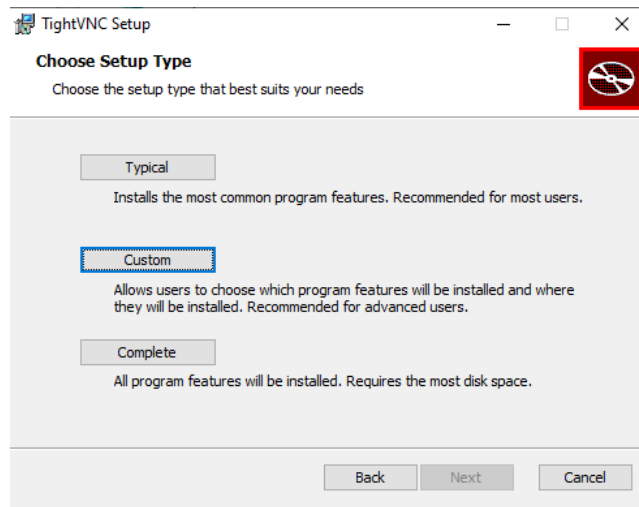 TightVNC Setup
Choose Setup Type
Choose the setup type that best suits your needs
Typical
Installs the most common program features. Recommended for most users.
Custom
Allows users to choose which program features will be installed and where
they will be installed. Recommended for advanced users.
Complete
All program features will be installed. Requires the most disk space.
Back Next Cancel